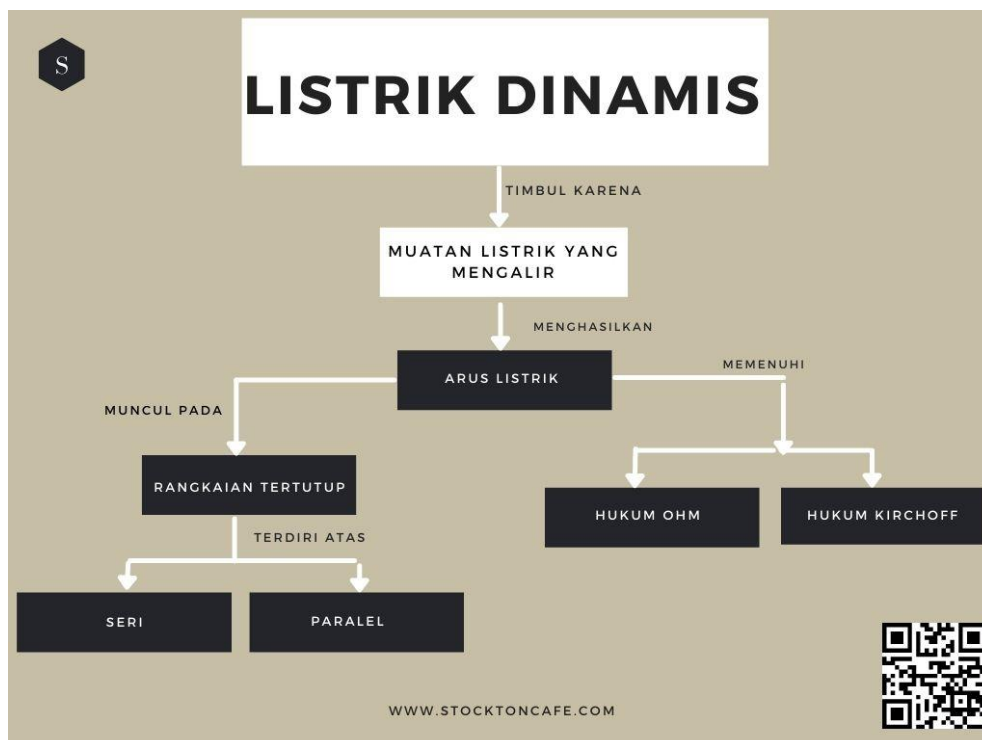 S
LISTRIK DINAMIS
TIMBUL KARENA
MUATAN LISTRIK YANG
MENGALIR
MENGHASILKAN
ARUS LISTRIK
MEMENUHI
MUNCUL PADA
RANGKAIAN TERTUTUP
HUKUM OHM
HUKUM KIRCHOFF
TERDIRI ATAS
SERI
PARALEL
WWW.STOCKTONCAFE.COM